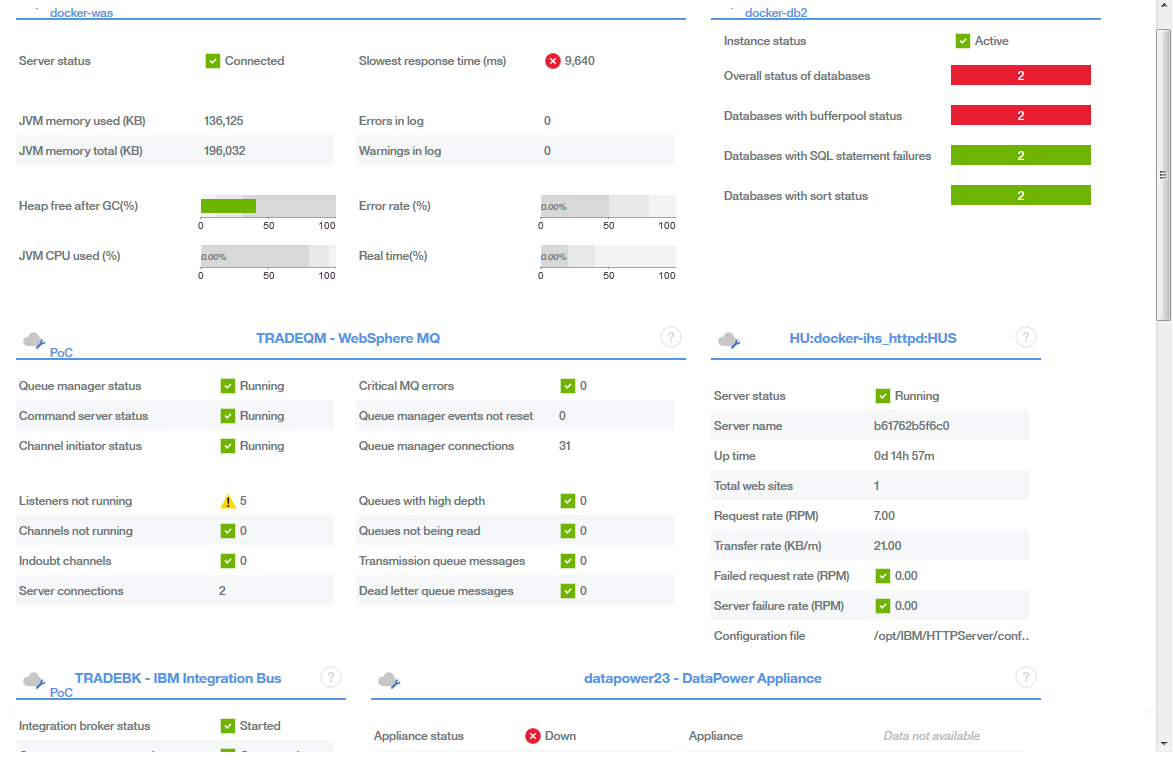 docker-was
Server status Connected Slowest response time (ms) 9,640
JVM memory used (KB) 136,125 Errors in log 0
JVM memory total (KB) 196,032 Warnings in log 0
Heap free after GC(%) Error rate (%) 0.00%
0 50 100 0 50 100
JVM CPU used (%) 0.00% Real time(%) 0.00%
0 50 100 0 50 100
docker-db2
Instance status Active
Overall status of databases 2
Databases with bufferpool status 2
Databases with SQL statement failures 2
Databases with sort status 2
PoC TRADEQM - WebSphere MQ ?
Queue manager status Running Critical MQ errors 0
Command server status Running Queue manager events not reset 0
Channel initiator status Running Queue manager connections 31
Listeners not running 5 Queues with high depth 0
Channels not running 0 Queues not being read 0
Indoubt channels 0 Transmission queue messages 0
Server connections 2 Dead letter queue messages 0
HU:docker-ihs_httpd:HUS ?
Server status Running
Server name b61762b5f6c0
Up time 0d 14h 57m
Total web sites 1
Request rate (RPM) 7.00
Transfer rate (KB/m) 21.00
Failed request rate (RPM) 0.00
Server failure rate (RPM) 0.00
Configuration file /opt/IBM/HTTPServer/conf..
PoC TRADEBK - IBM Integration Bus ?
Integration broker status Started
datapower23 - DataPower Appliance ?
Appliance status Down Appliance Data not available